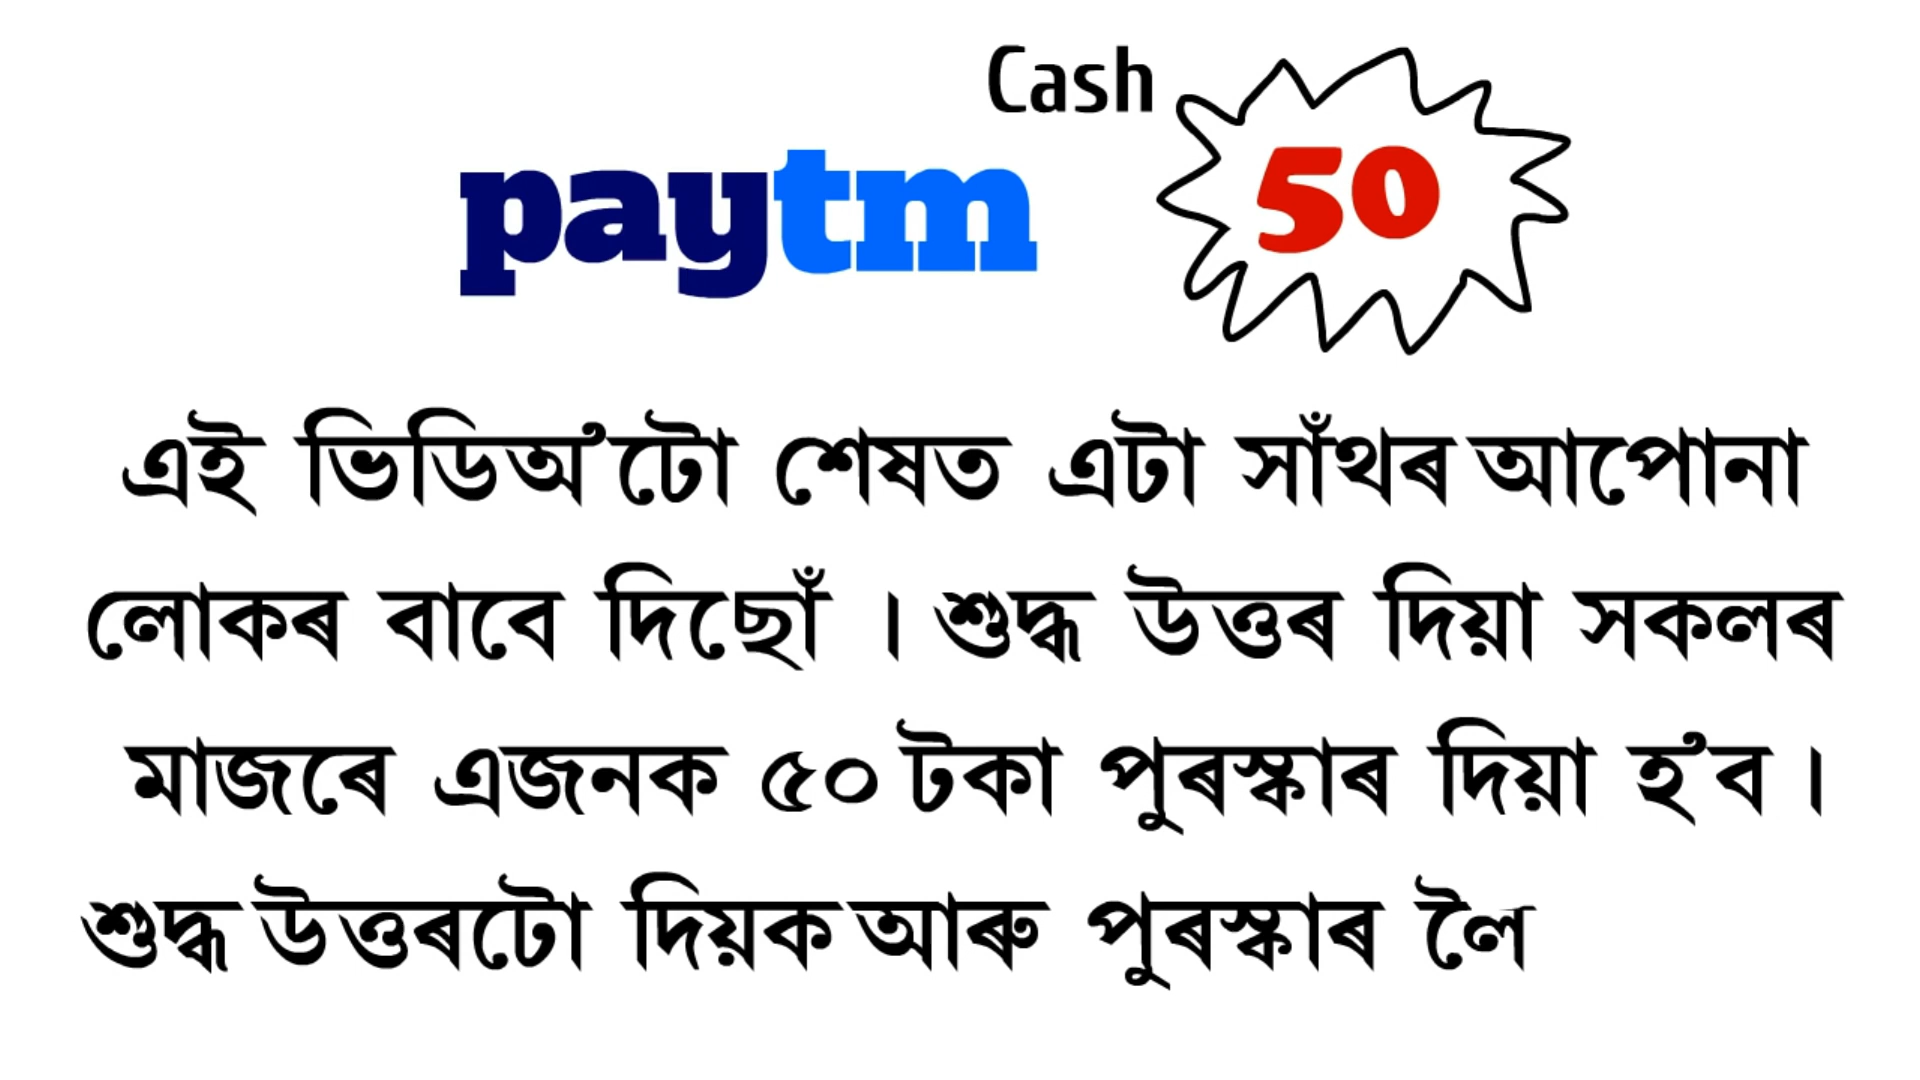 Cash
paytm 50
এই ভিডিঅ'টো শেষত এটা সাঁথৰ আপোনা
লোকৰ বাবে দিছোঁ । শুদ্ধ উত্তৰ দিয়া সকলৰ
মাজৰে এজনক ৫০ টকা পুৰস্কাৰ দিয়া হ'ব ।
শুদ্ধ উত্তৰটো দিয়ক আৰু পুৰস্কাৰ লৈ